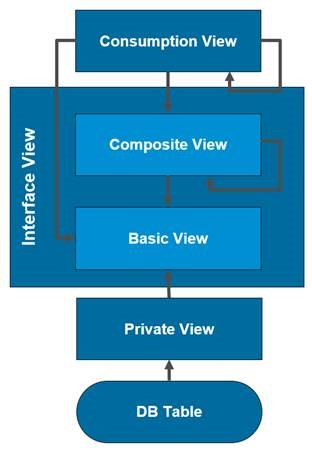 Consumption View
Interface View
Composite View
Basic View
Private View
DB Table